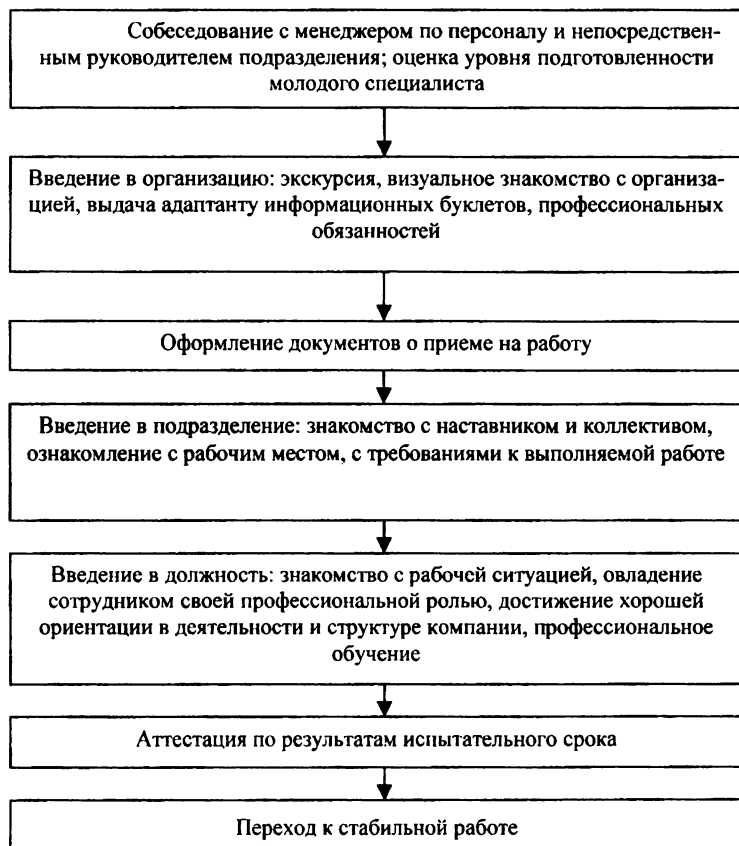 Собеседование с менеджером по персоналу и непосредствен-
ным руководителем подразделения; оценка уровня подготовленности
молодого специалиста
Введение в организацию: экскурсия, визуальное знакомство с организа-
цией, выдача адаптанту информационных буклетов, профессиональных
обязанностей
Оформление документов о приеме на работу
Введение в подразделение: знакомство с наставником и коллективом,
ознакомление с рабочим местом, с требованиями к выполняемой работе
Введение в должность: знакомство с рабочей ситуацией, овладение
сотрудником своей профессиональной ролью, достижение хорошей
ориентации в деятельности и структуре компании, профессиональное
обучение
Аттестация по результатам испытательного срока
Переход к стабильной работе